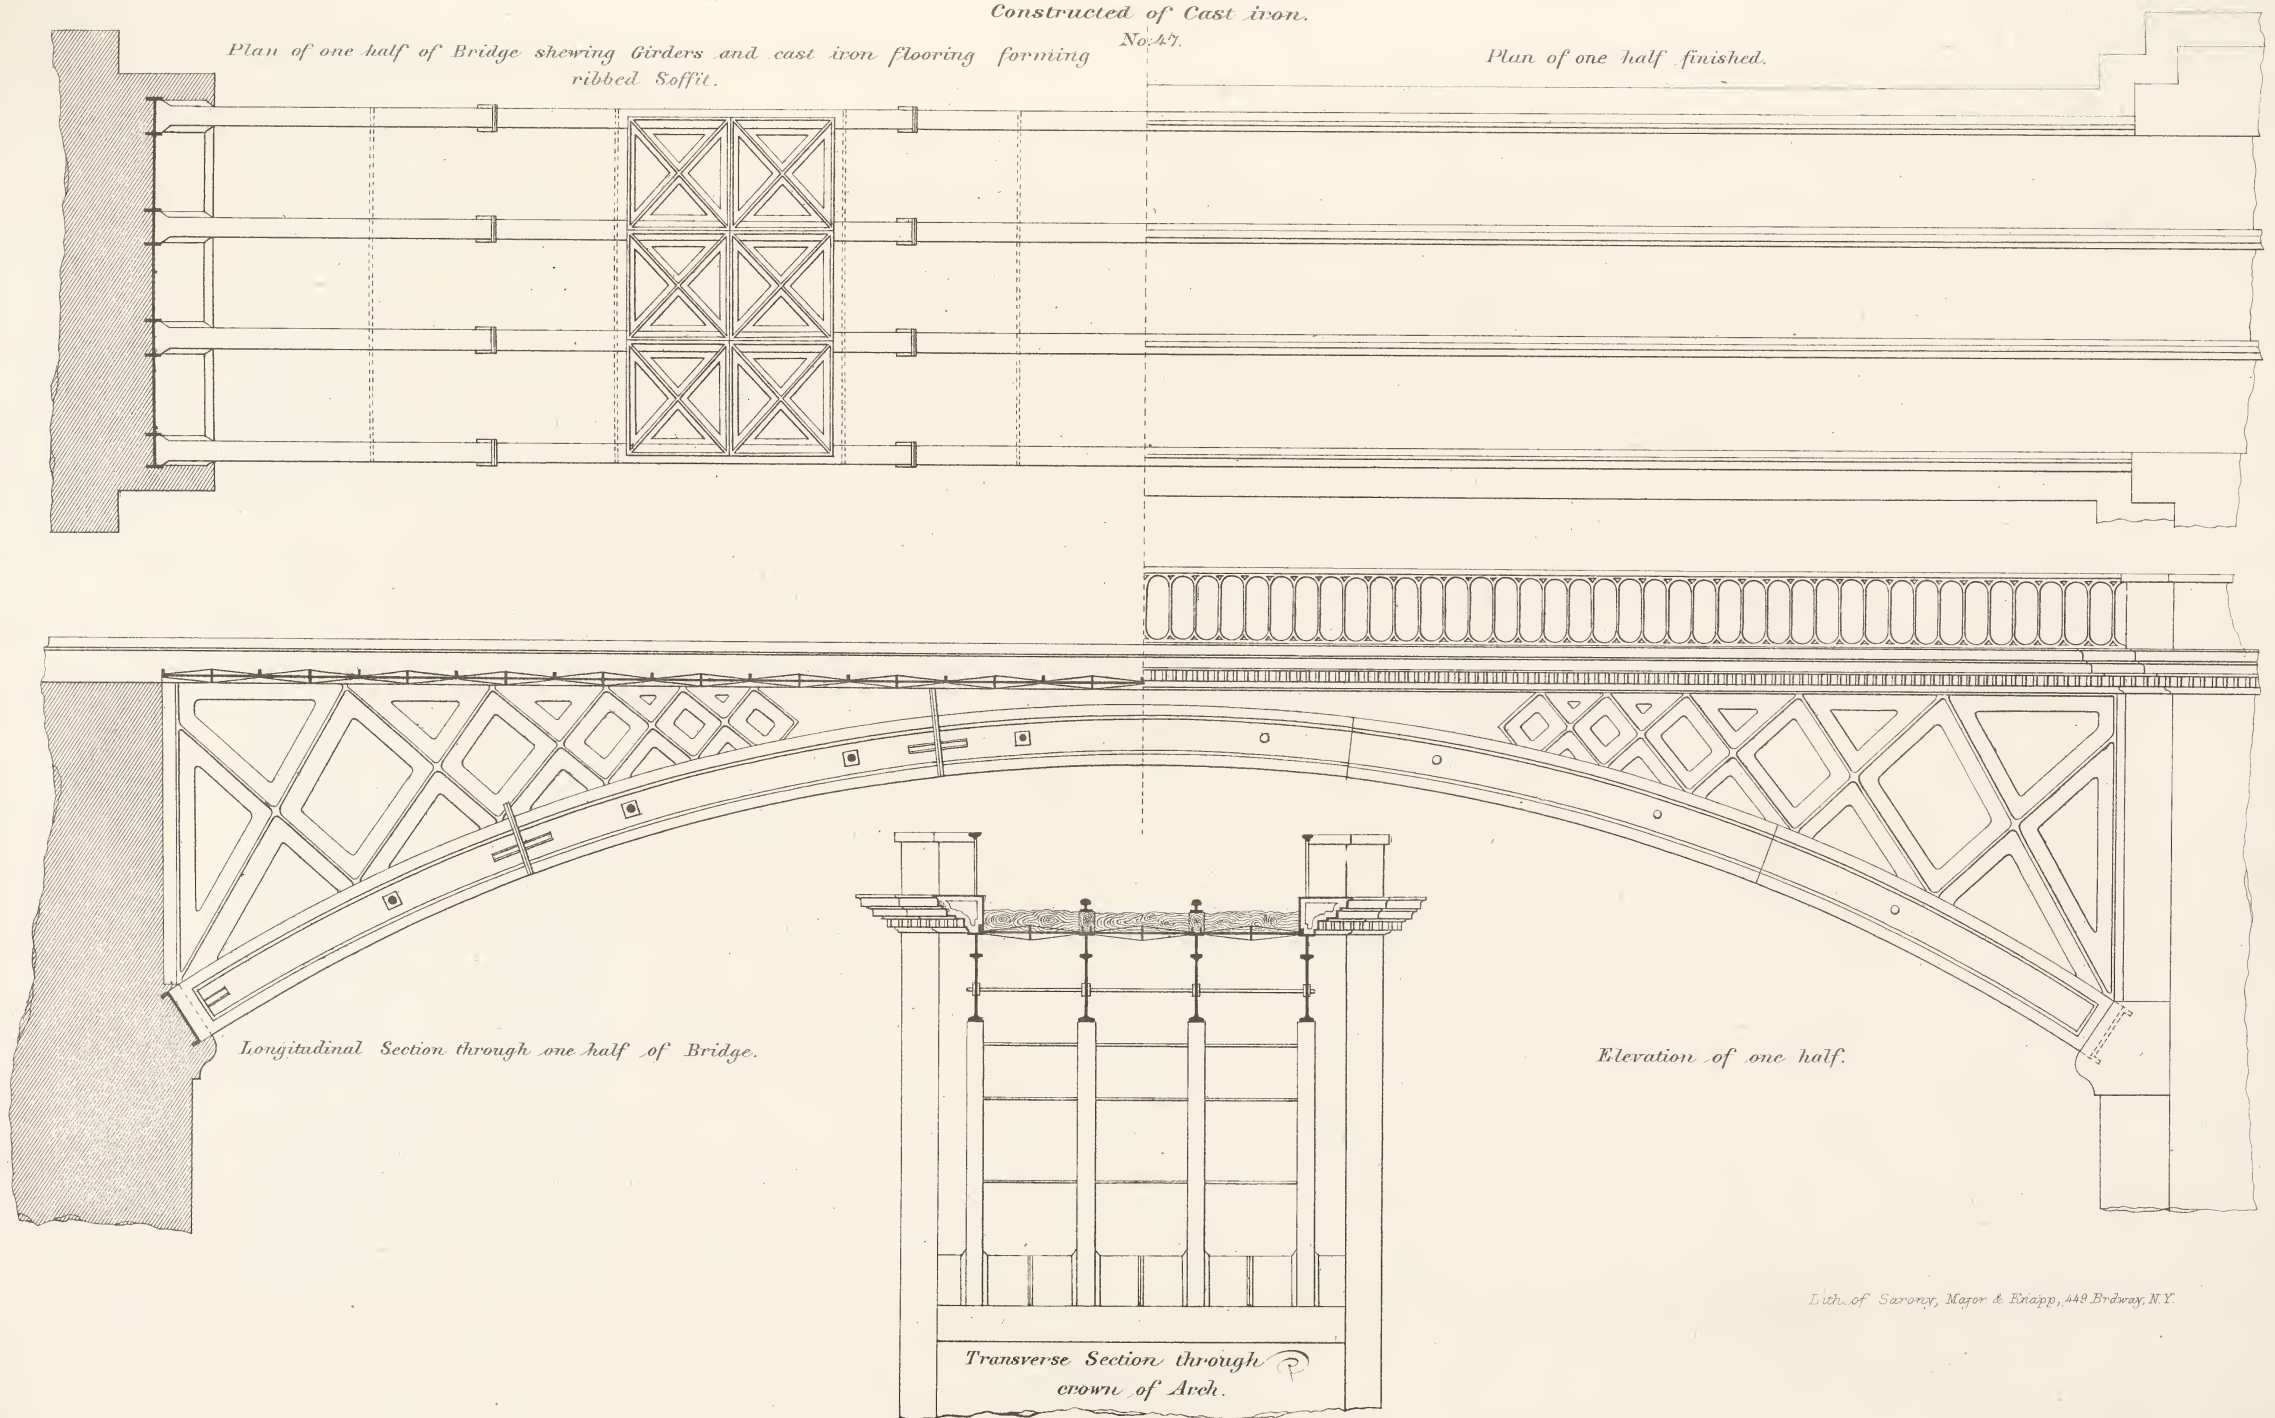 Constructed of Cast iron.
No: 47.
Plan of one half of Bridge shewing Girders and cast iron flooring forming
ribbed Soffit.
Plan of one half finished.
Longitudinal Section through one half of Bridge.
Elevation of one half.
Lith. of Sarony, Major & Knapp, 449 Brdway, N.Y.
Transverse Section through
crown of Arch.